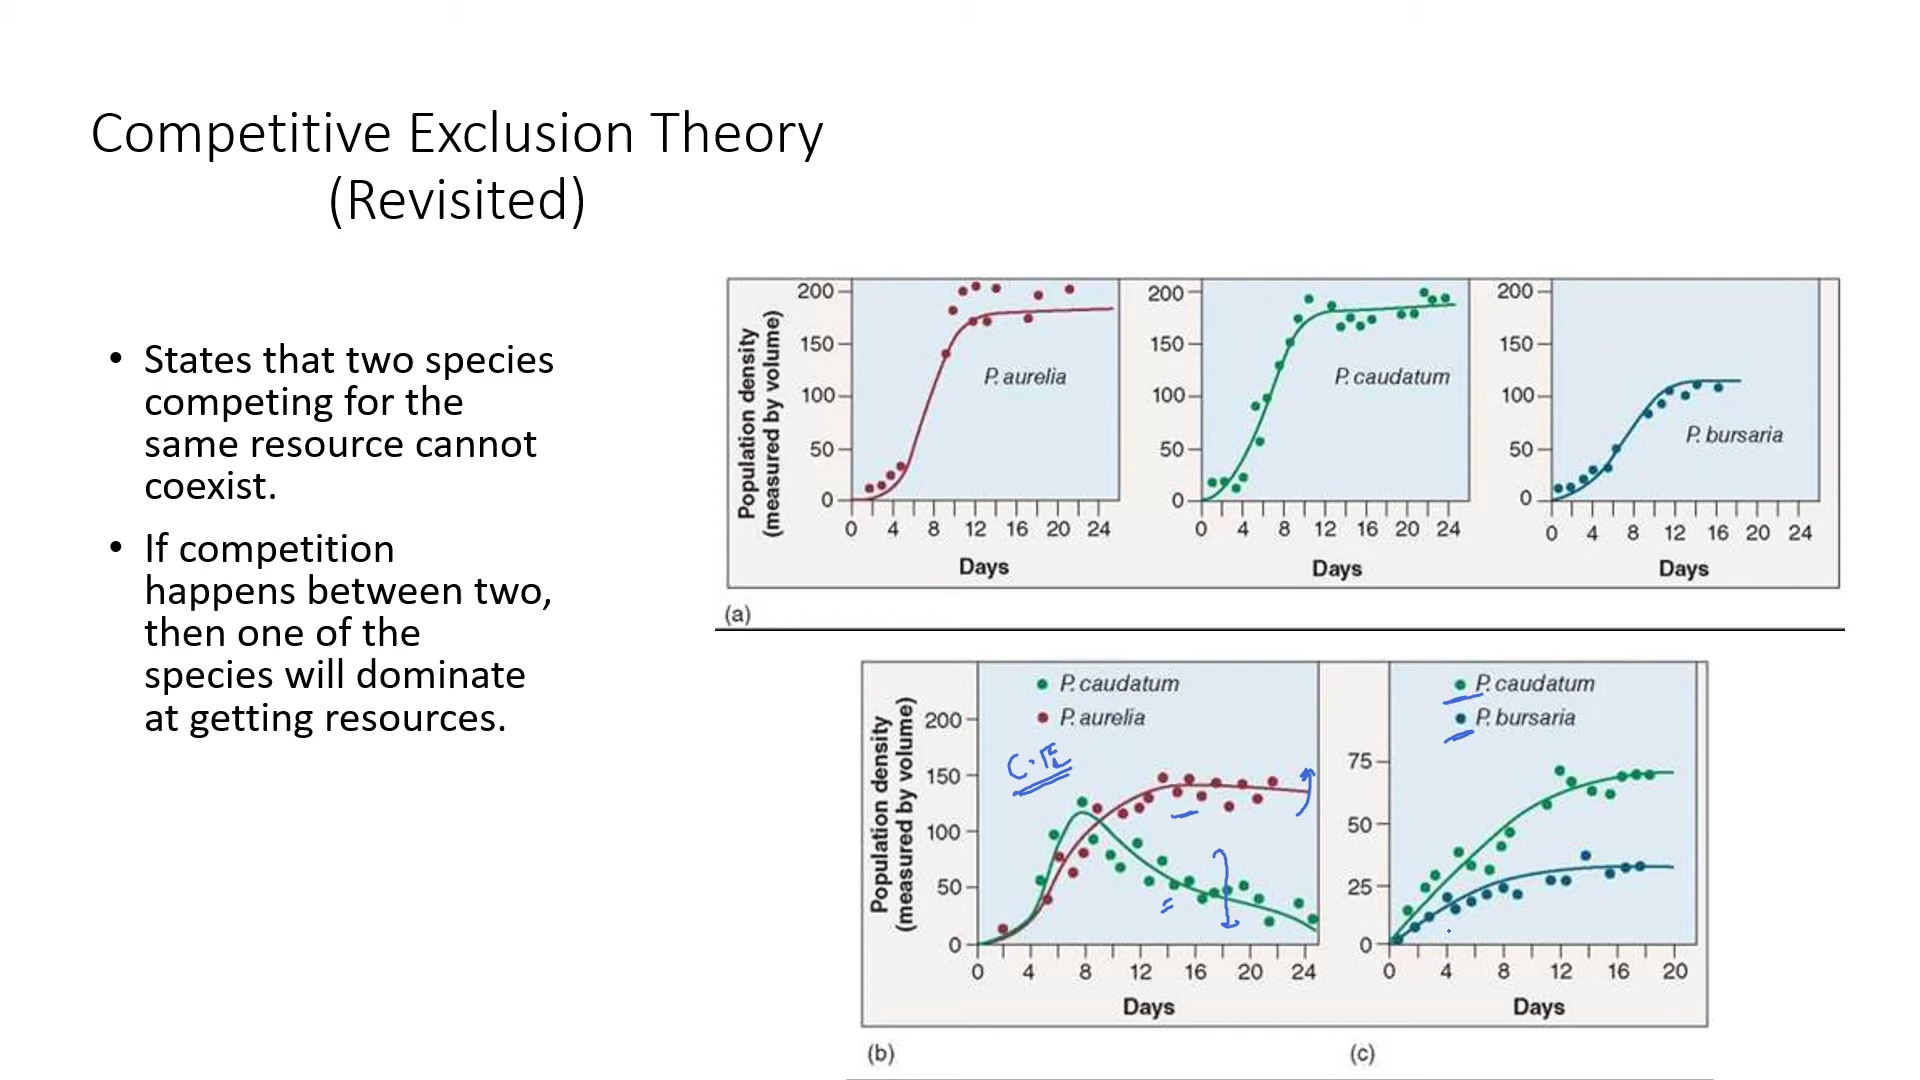 Competitive Exclusion Theory
(Revisited)
• States that two species
competing for the
same resource cannot
coexist.
• If competition
happens between two,
then one of the
species will dominate
at getting resources.
Population density
(measured by volume)
200
150
100
50
0
P. aurelia
0 4 8 12 16 20 24
Days
200
150
100
50
0
P. caudatum
0 4 8 12 16 20 24
Days
200
150
100
50
0
P. bursaria
0 4 8 12 16 20 24
Days
(a)
Population density
(measured by volume)
200
150
100
50
0
P. caudatum
P. aurelia
C.E
0 4 8 12 16 20 24
Days
(b)
75
50
25
0
P. caudatum
P. bursaria
0 4 8 12 16 20
Days
(c)